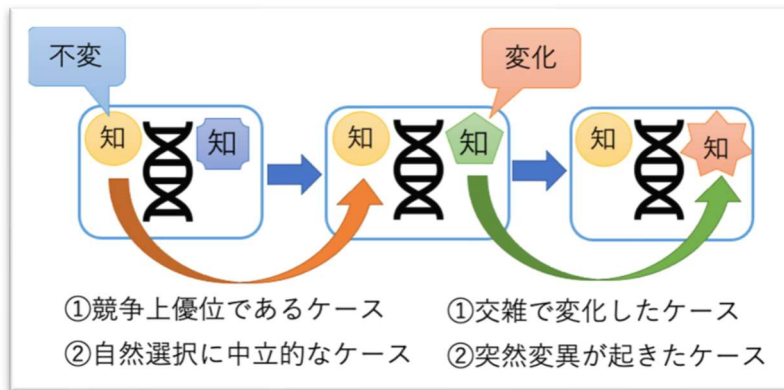 不変
変化
知
知
知
知
知
知
①競争上優位であるケース
②自然選択に中立的なケース
①交雑で変化したケース
②突然変異が起きたケース